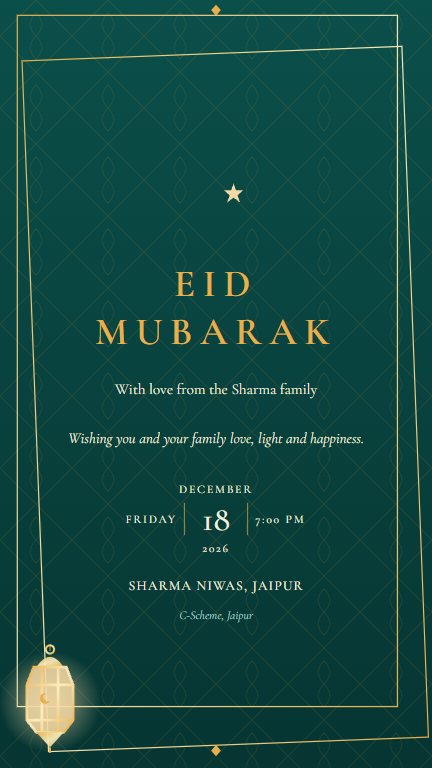 EID
MUBARAK
With love from the Sharma family
Wishing you and your family love, light and happiness.
DECEMBER
FRIDAY 18 7:00 PM
2026
SHARMA NIWAS, JAIPUR
C-Scheme, Jaipur